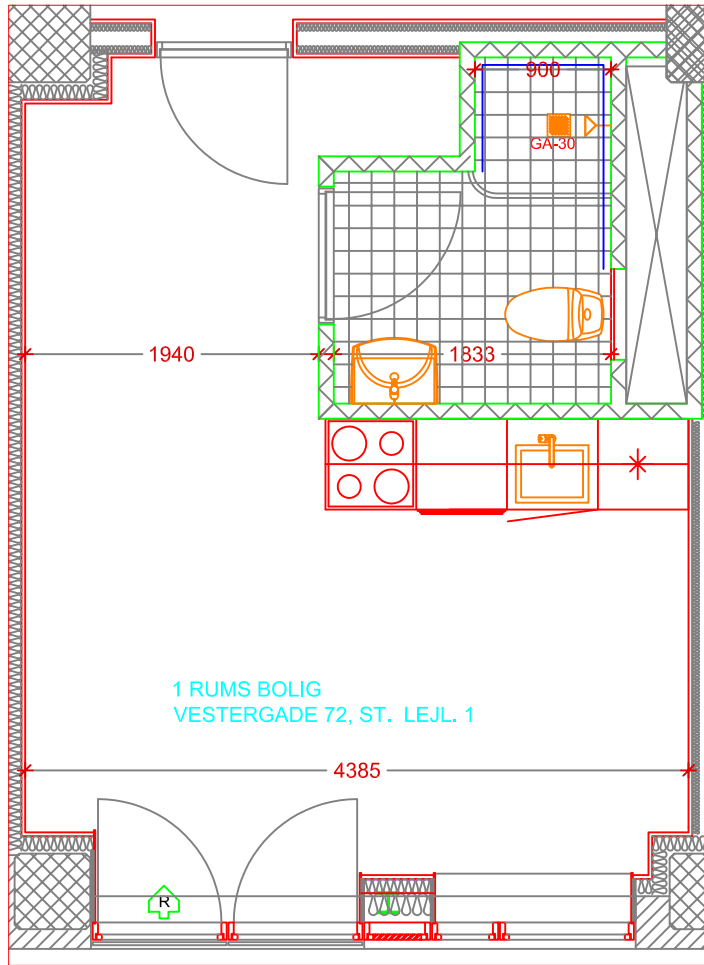 900
GA-30
1940
1833
1 RUMS BOLIG
VESTERGADE 72, ST. LEJL. 1
4385
R